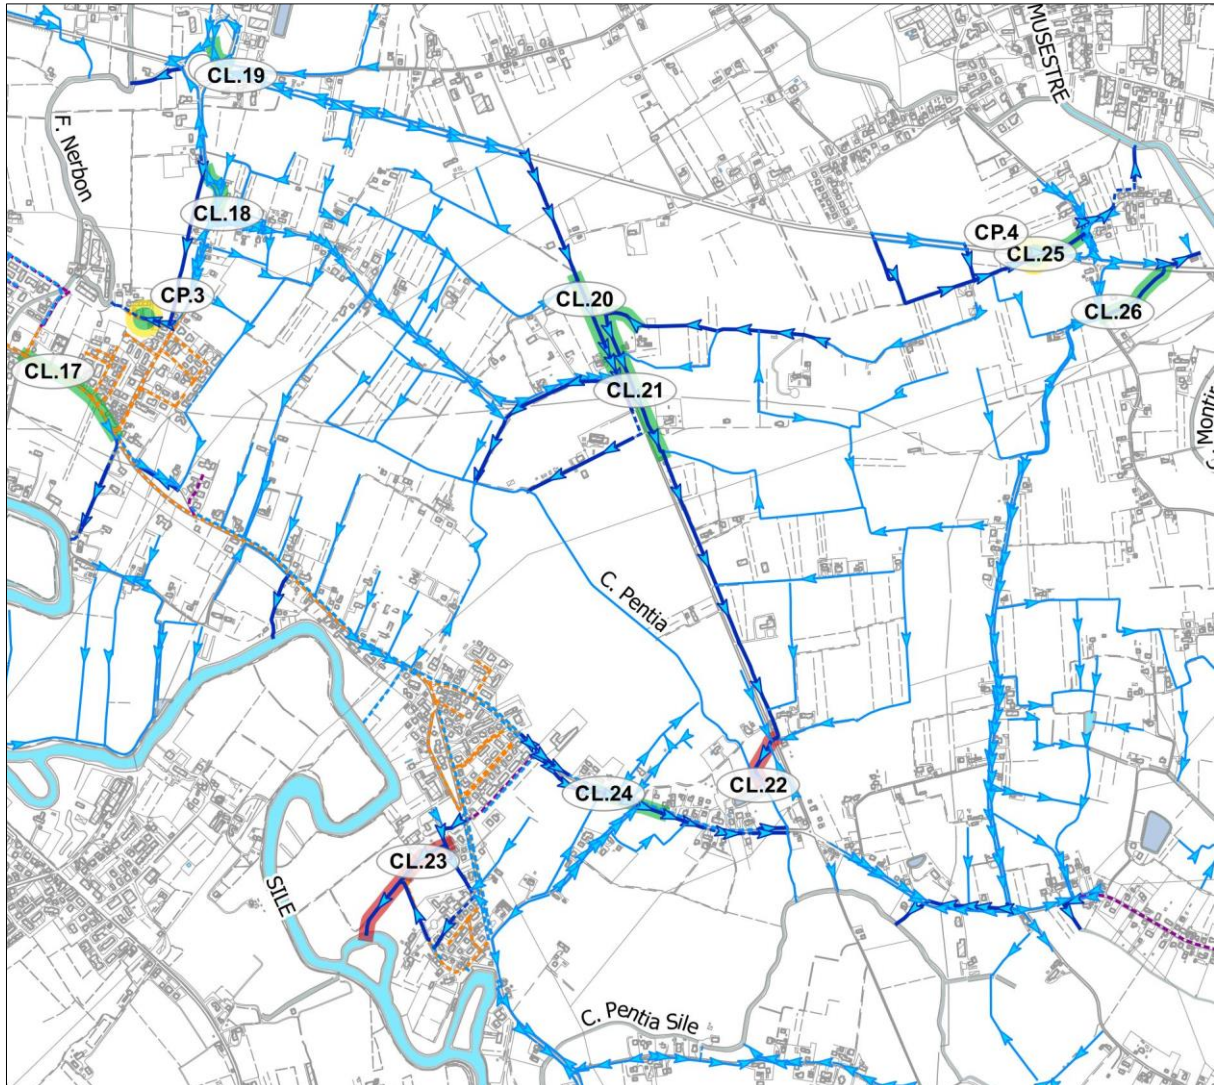 MUSESTRE
CL.19
F. Nerbon
CL.18
CP.4
CL.25
CP.3
CL.20
CL.26
CL.17
CL.21
C. Pentia
CL.22
CL.24
CL.23
SILE
C. Pentia Sile